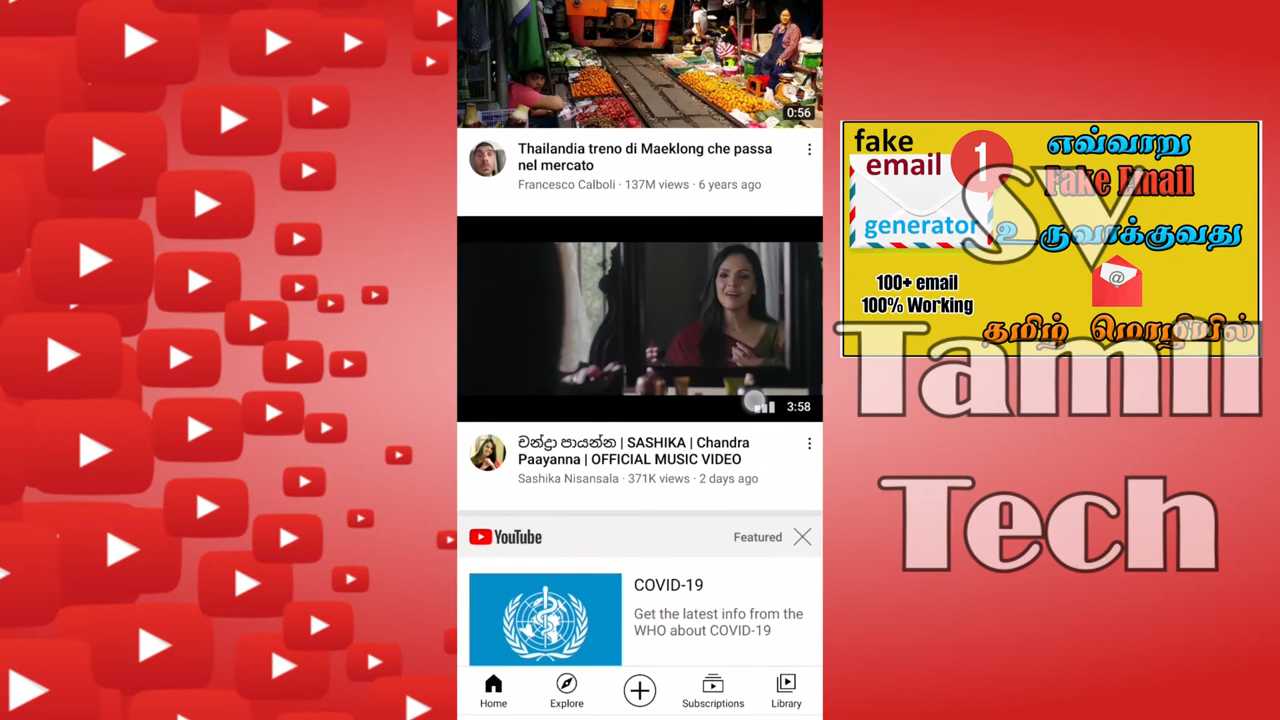 0:56
Thailandia treno di Maeklong che passa
nel mercato
Francesco Calboli · 137M views · 6 years ago
3:58
චන්ද්‍රා පායන්න | SASHIKA | Chandra
Paayanna | OFFICIAL MUSIC VIDEO
Sashika Nisansala · 371K views · 2 days ago
YouTube
Featured
COVID-19
Get the latest info from the
WHO about COVID-19
Home
Explore
Subscriptions
Library
fake
email
1
generator
100+ email
100% Working
எவ்வாறு
Fake Email
உருவாக்குவது
@
தமிழ் மொழியில்
SV
Tamil
Tech